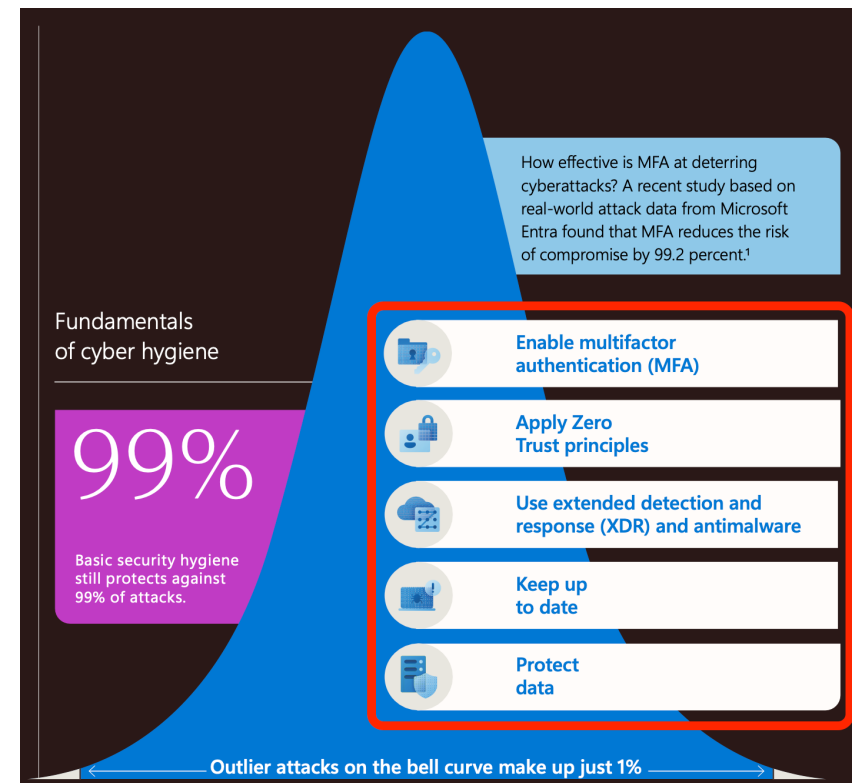 How effective is MFA at deterring
cyberattacks? A recent study based on
real-world attack data from Microsoft
Entra found that MFA reduces the risk
of compromise by 99.2 percent.¹
Fundamentals
of cyber hygiene
99%
Basic security hygiene
still protects against
99% of attacks.
Enable multifactor
authentication (MFA)
Apply Zero
Trust principles
Use extended detection and
response (XDR) and antimalware
Keep up
to date
Protect
data
Outlier attacks on the bell curve make up just 1%